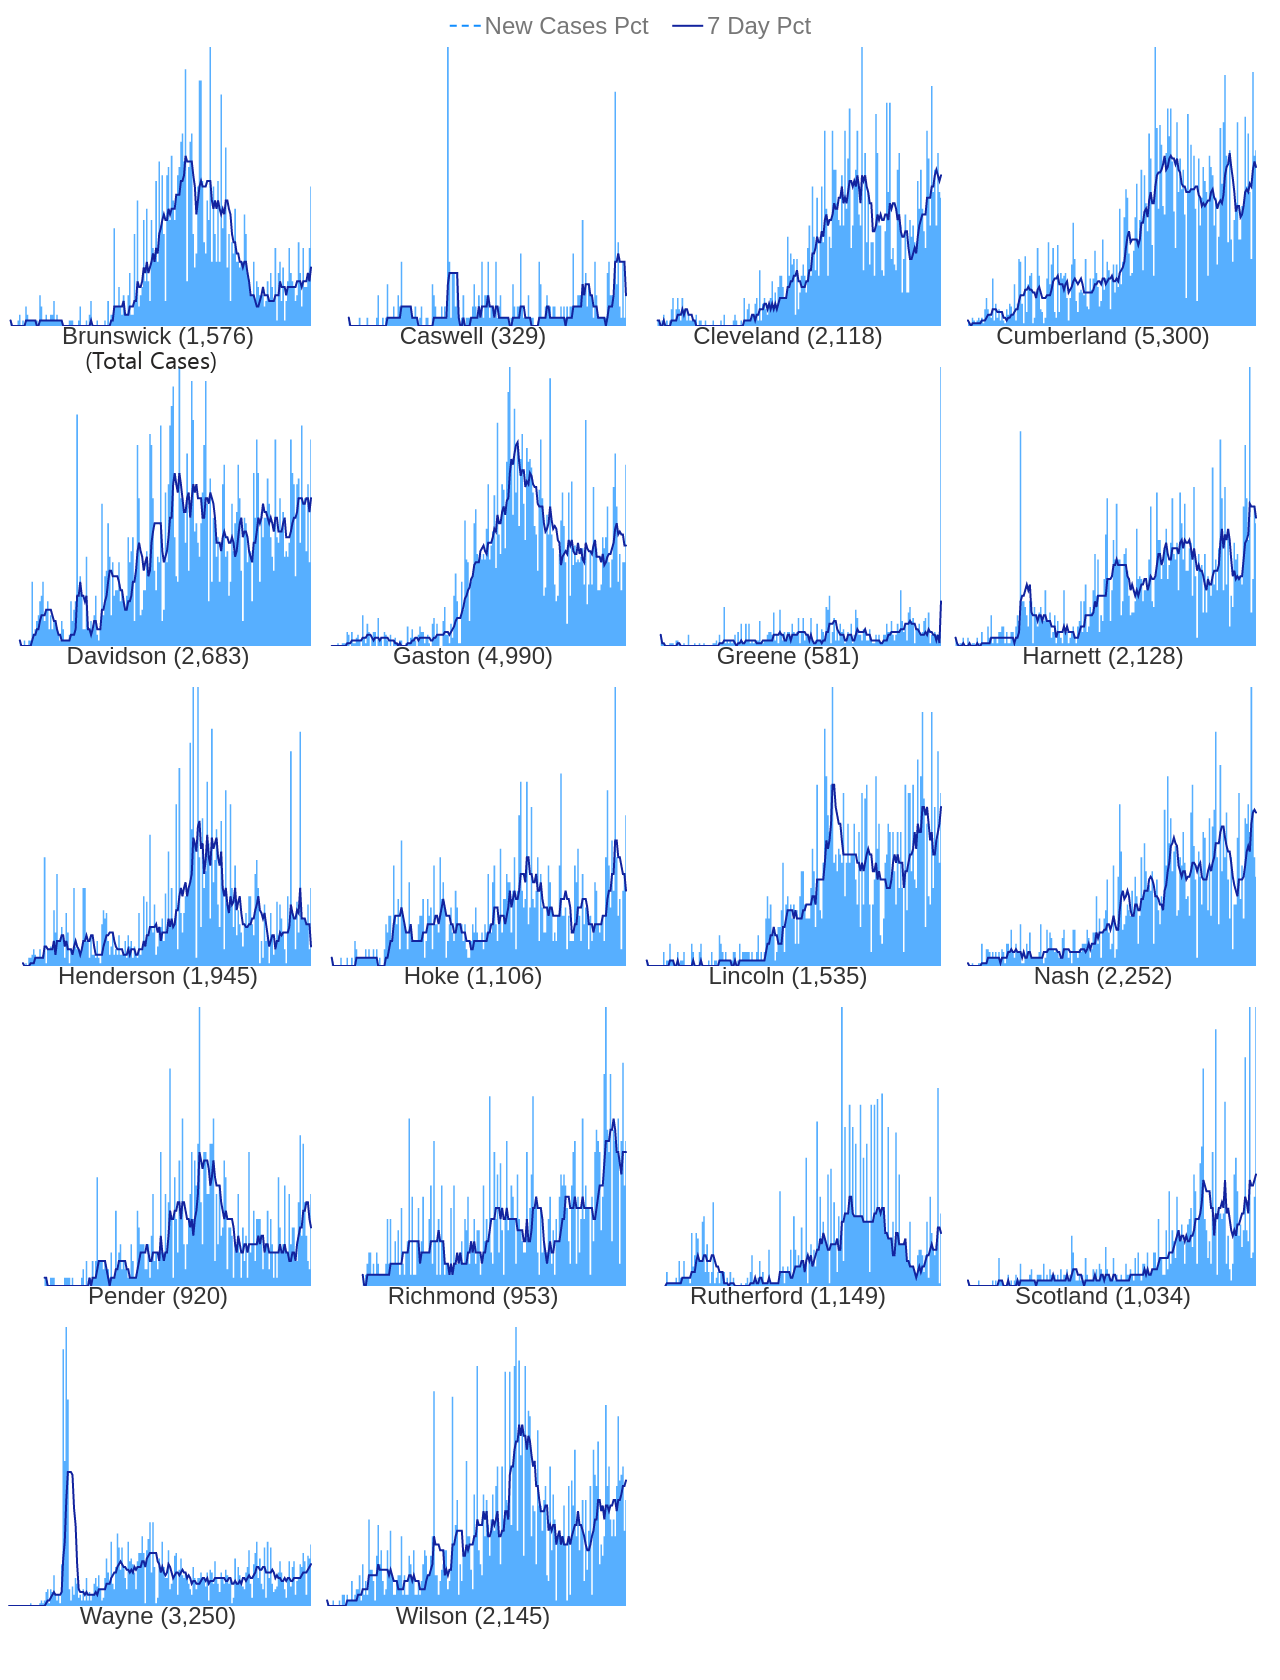 New Cases Pct 7 Day Pct
Brunswick (1,576) Caswell (329) Cleveland (2,118) Cumberland (5,300)
(Total Cases)
Davidson (2,683) Gaston (4,990) Greene (581) Harnett (2,128)
Henderson (1,945) Hoke (1,106) Lincoln (1,535) Nash (2,252)
Pender (920) Richmond (953) Rutherford (1,149) Scotland (1,034)
Wayne (3,250) Wilson (2,145)